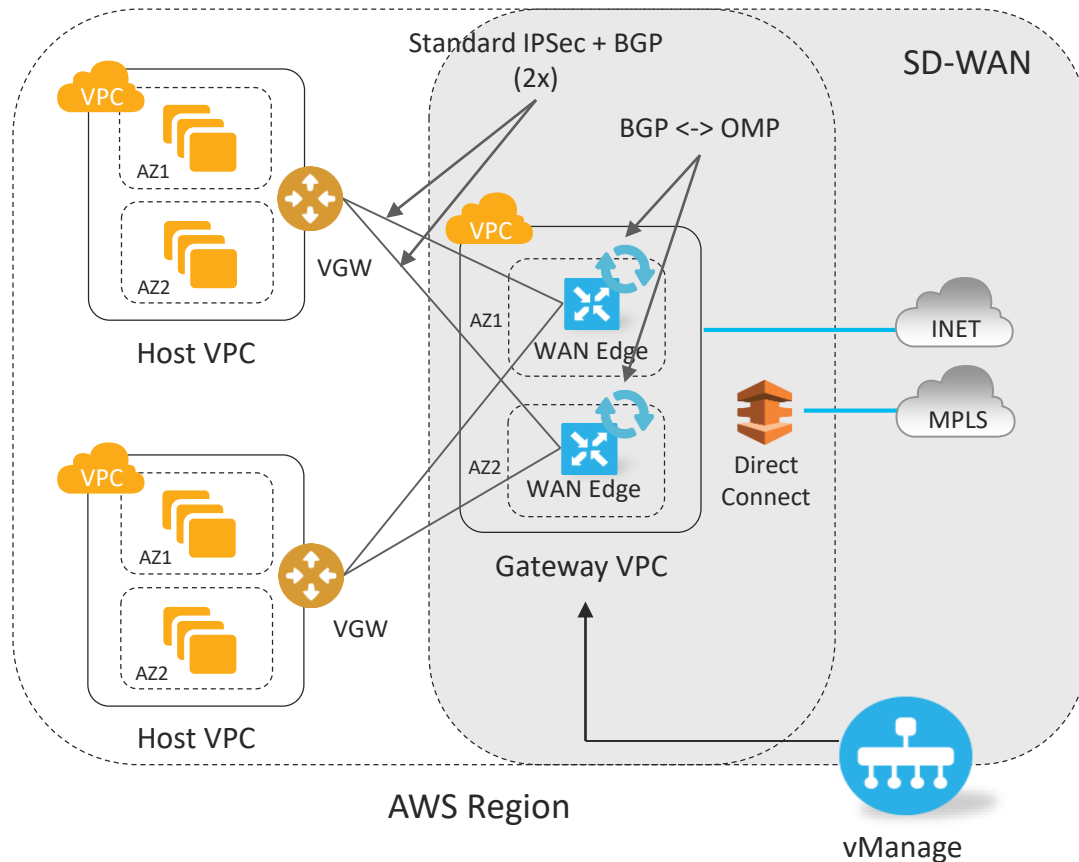 Standard IPSec + BGP
(2x)
SD-WAN
BGP <-> OMP
VPC
AZ1
AZ2
VGW
Host VPC
VPC
AZ1
WAN Edge
AZ2
WAN Edge
Gateway VPC
INET
MPLS
Direct
Connect
VPC
AZ1
AZ2
VGW
Host VPC
AWS Region
vManage